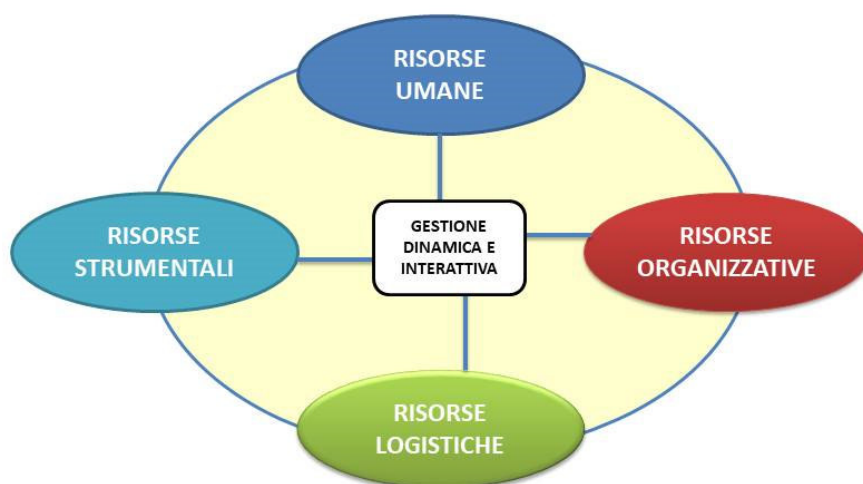 RISORSE
UMANE
RISORSE
STRUMENTALI
GESTIONE
DINAMICA E
INTERATTIVA
RISORSE
ORGANIZZATIVE
RISORSE
LOGISTICHE